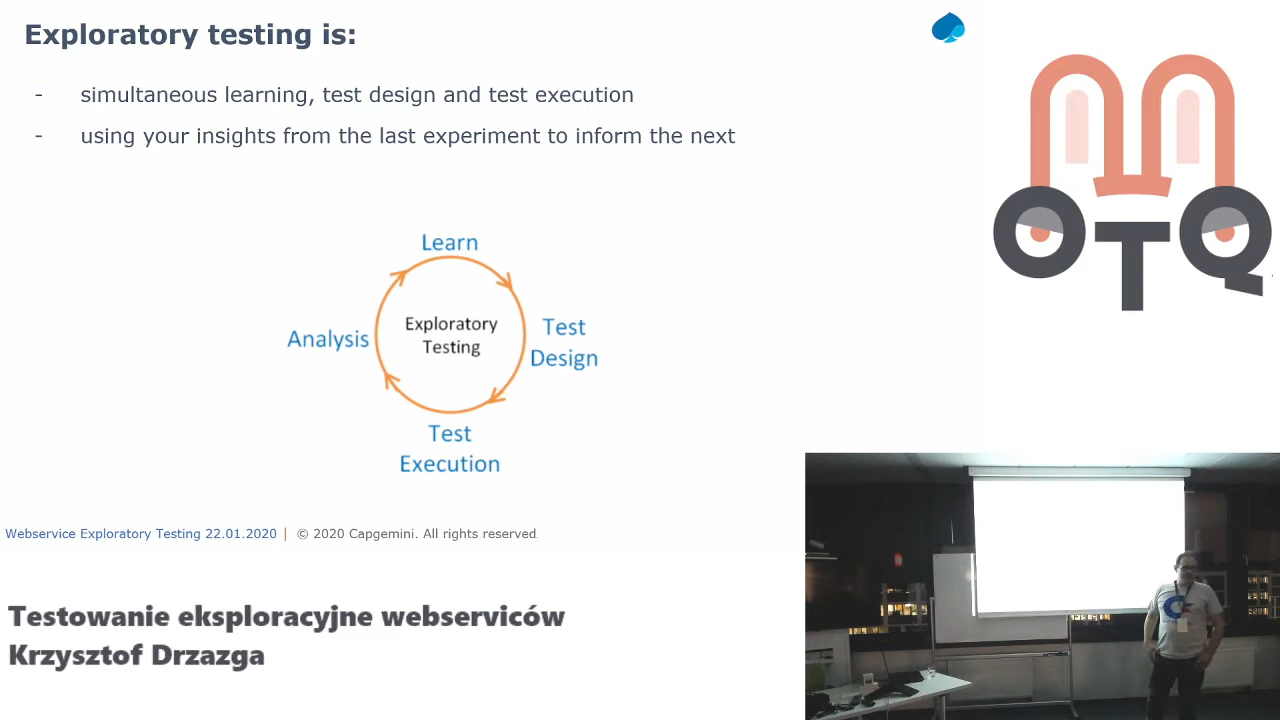 Exploratory testing is:
- simultaneous learning, test design and test execution
- using your insights from the last experiment to inform the next
Learn
Analysis
Exploratory
Testing
Test
Design
Test
Execution
Webservice Exploratory Testing 22.01.2020 | © 2020 Capgemini. All rights reserved.
OTQ
Testowanie eksploracyjne webserviców
Krzysztof Drzazga